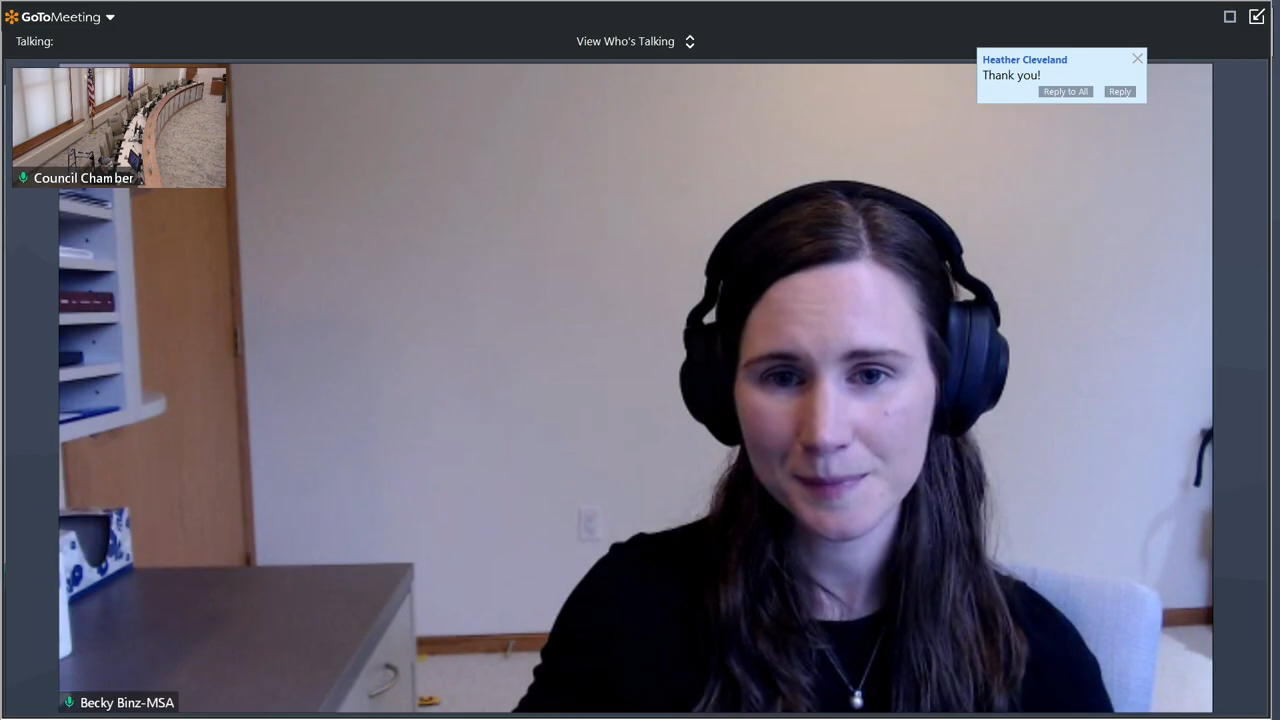 GoToMeeting
Talking:
View Who's Talking
Heather Cleveland
Thank you!
Reply to All
Reply
Council Chamber
Becky Binz-MSA